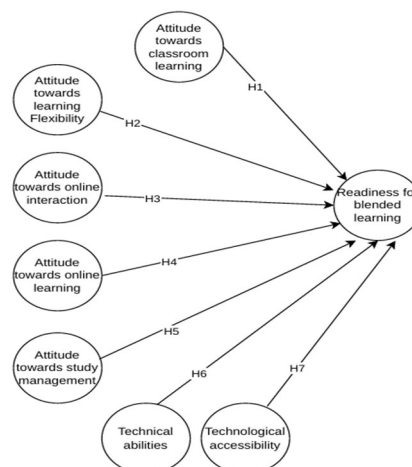 Attitude
towards
classroom
learning
H1
Attitude
towards
learning
Flexibility
H2
Attitude
towards online
interaction
H3
Readiness for
blended
learning
Attitude
towards online
learning
H4
Attitude
towards study
management
H5
H6
H7
Technical
abilities
Technological
accessibility